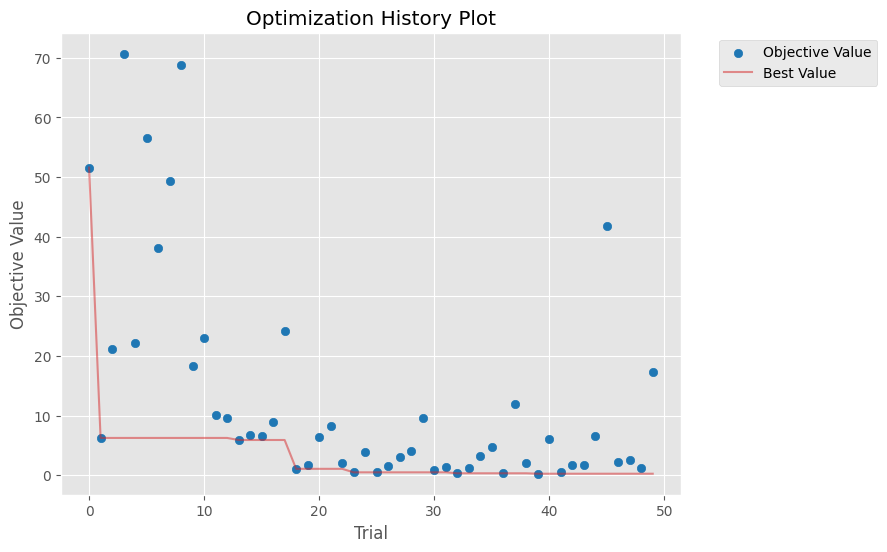 Optimization History Plot
Objective Value
Best Value
70
60
50
40
30
20
10
0
Objective Value
0 10 20 30 40 50
Trial